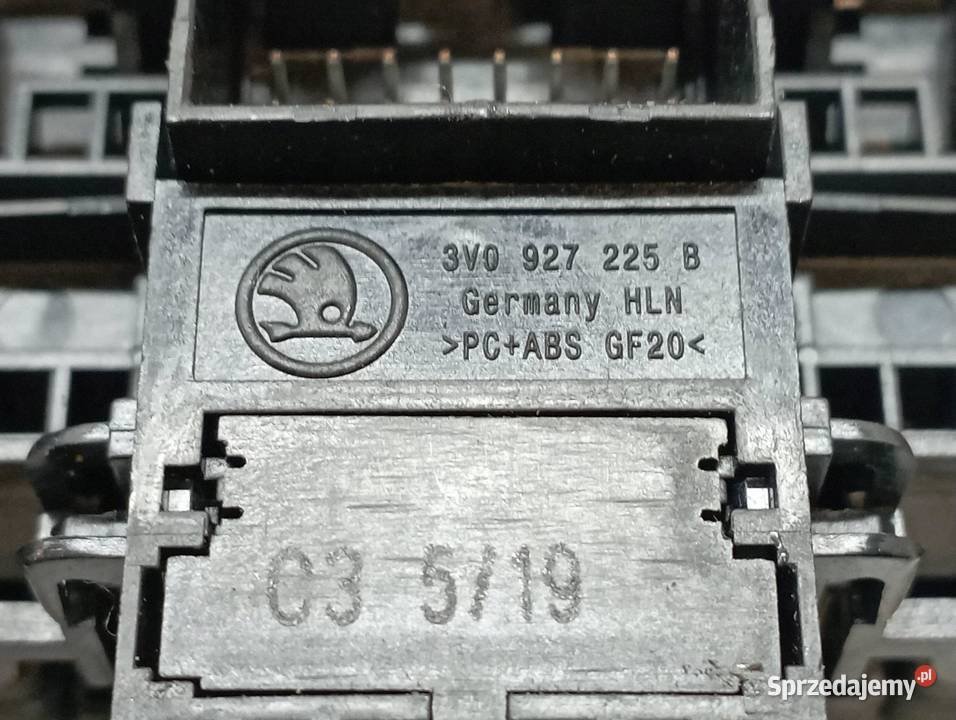 3V0 927 225 B
Germany HLN
>PC+ABS GF20<
C3 5/19
Sprzedajemy.pl